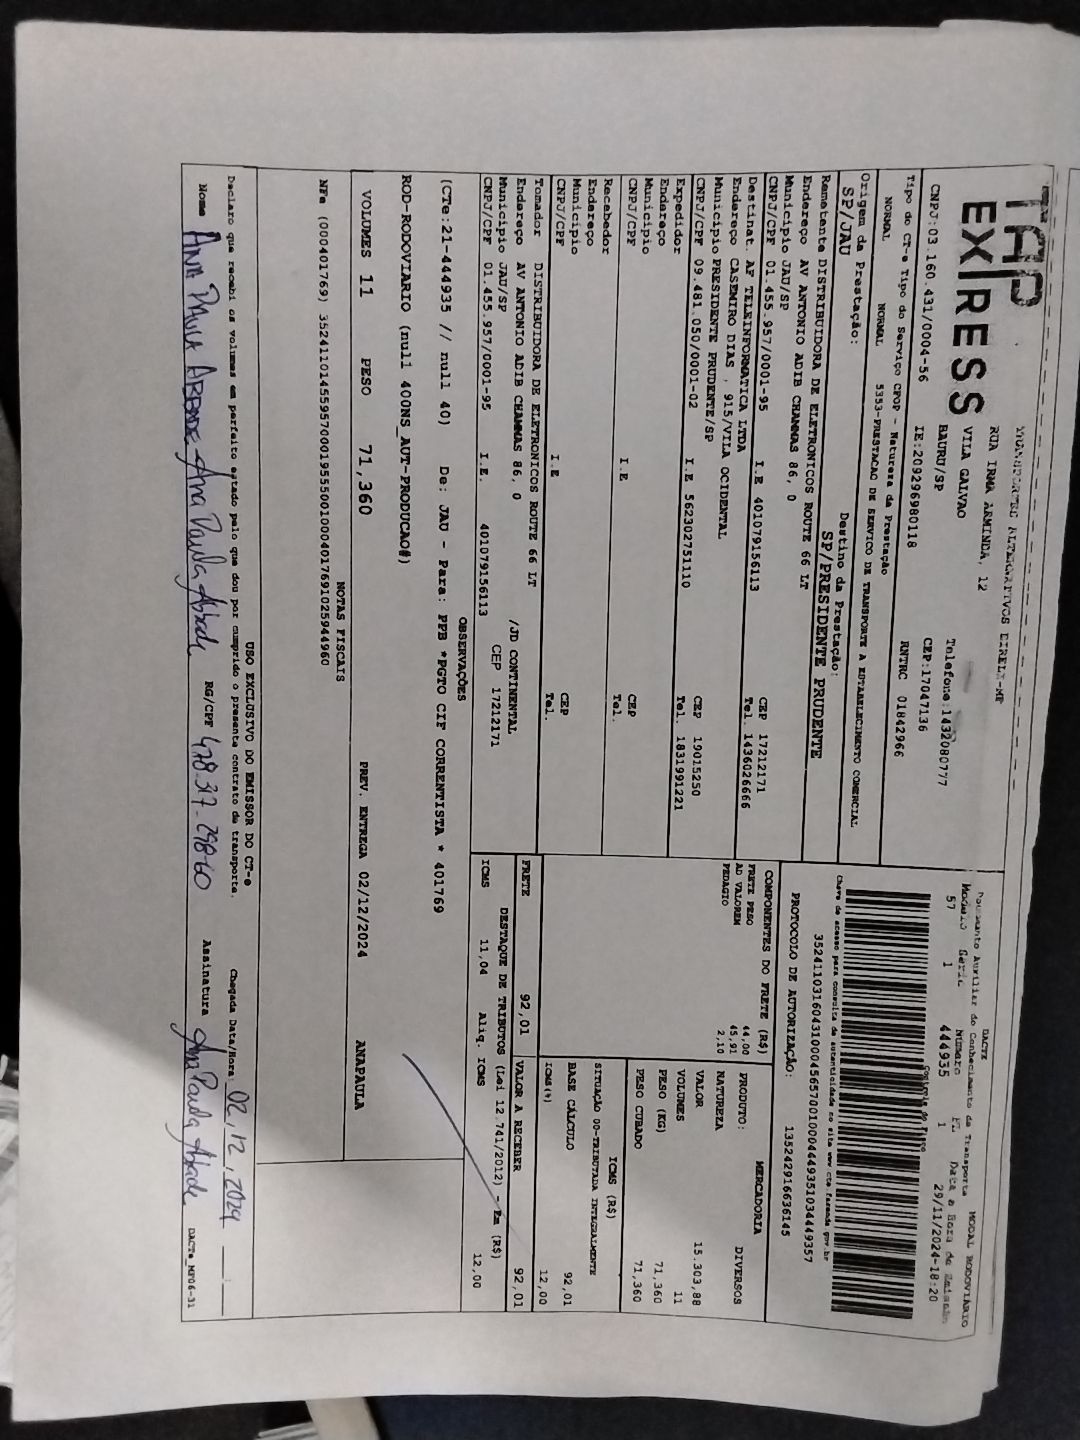 TAP
EXPRESS
RUA IRMA ARMINDA, 12
VILA GALVAO
BAURU/SP
Telefone:1432080777
CEP:17047136
CNPJ:03.160.431/0004-56 IE:209296980118 RNTRC 01842966
Tipo do CT-e Tipo do Serviço CFOP - Natureza da Prestação
NORMAL NORMAL 5353-PRESTACAO DE SERVICO DE TRANSPORTE A ESTABELECIMENTO COMERCIAL
Origem da Prestação: Destino da Prestação:
SP/JAU SP/PRESIDENTE PRUDENTE
Remetente DISTRIBUIDORA DE ELETRONICOS ROUTE 66 LT
Endereço AV ANTONIO ADIB CHAMMAS 86, 0
Município JAU/SP CEP 17212171
CNPJ/CPF 01.455.957/0001-95 I.E 401079156113 Tel. 1436026666
Destinat. AF TELEINFORMATICA LTDA
Endereço CASEMIRO DIAS , 915/VILA OCIDENTAL
Município PRESIDENTE PRUDENTE/SP CEP 19015250
CNPJ/CPF 09.481.050/0001-02 I.E 562302751110 Tel. 1831991221
Expedidor
Endereço
Município CEP
CNPJ/CPF I.E Tel.
Recebedor
Endereço
Município CEP
CNPJ/CPF I.E Tel.
Tomador DISTRIBUIDORA DE ELETRONICOS ROUTE 66 LT
Endereço AV ANTONIO ADIB CHAMMAS 86, 0 /JD CONTINENTAL
Município JAU/SP CEP 17212171
CNPJ/CPF 01.455.957/0001-95 I.E. 401079156113
DACTE
Documento Auxiliar do Conhecimento de Transporte MODAL RODOVIÁRIO
Modelo Série Número FL Data e Hora de Emissão
57 1 444935 1 29/11/2024-18:20
Controle do Fisco
Chave de acesso para consulta de autenticidade no site www.cte.fazenda.gov.br
35241103160431000456570010004449351034449357
PROTOCOLO DE AUTORIZAÇÃO: 135242916636145
COMPONENTES DO FRETE (R$)
FRETE PESO 44,00
AD VALOREM 45,91
PEDAGIO 2,10
FRETE 92,01
MERCADORIA
PRODUTO: DIVERSOS
NATUREZA
VALOR 15.303,88
VOLUMES 11
PESO (KG) 71,360
PESO CUBADO 71,360
ICMS (R$)
SITUAÇÃO 00-TRIBUTADA INTEGRALMENTE
BASE CÁLCULO 92,01
ICMS(%) 12,00
VALOR A RECEBER 92,01
DESTAQUE DE TRIBUTOS (Lei 12.741/2012) - Em (R$)
ICMS 11,04 Aliq. ICMS 12,00
OBSERVAÇÕES
(CTe:21-444935 // null 40) De: JAU - Para: PPB *PGTO CIF CORRENTISTA * 401769
ROD-RODOVIARIO (null 400NS_AUT-PRODUCAO#)
VOLUMES 11 PESO 71,360 PREV. ENTREGA 02/12/2024 ANAPAULA
NOTAS FISCAIS
NFe (000401769) 35241101455957000195550010004017691025944960
USO EXCLUSIVO DO EMISSOR DO CT-e
Declaro que recebi os volumes em perfeito estado pelo que dou por cumprido o presente contrato de transporte. Chegada Data/Hora: 02/12/2024
Nome Ana Paula Abade Ana Paula Abade RG/CPF 478.317.298-60 Assinatura Ana Paula Abade DACTe_MP06-31